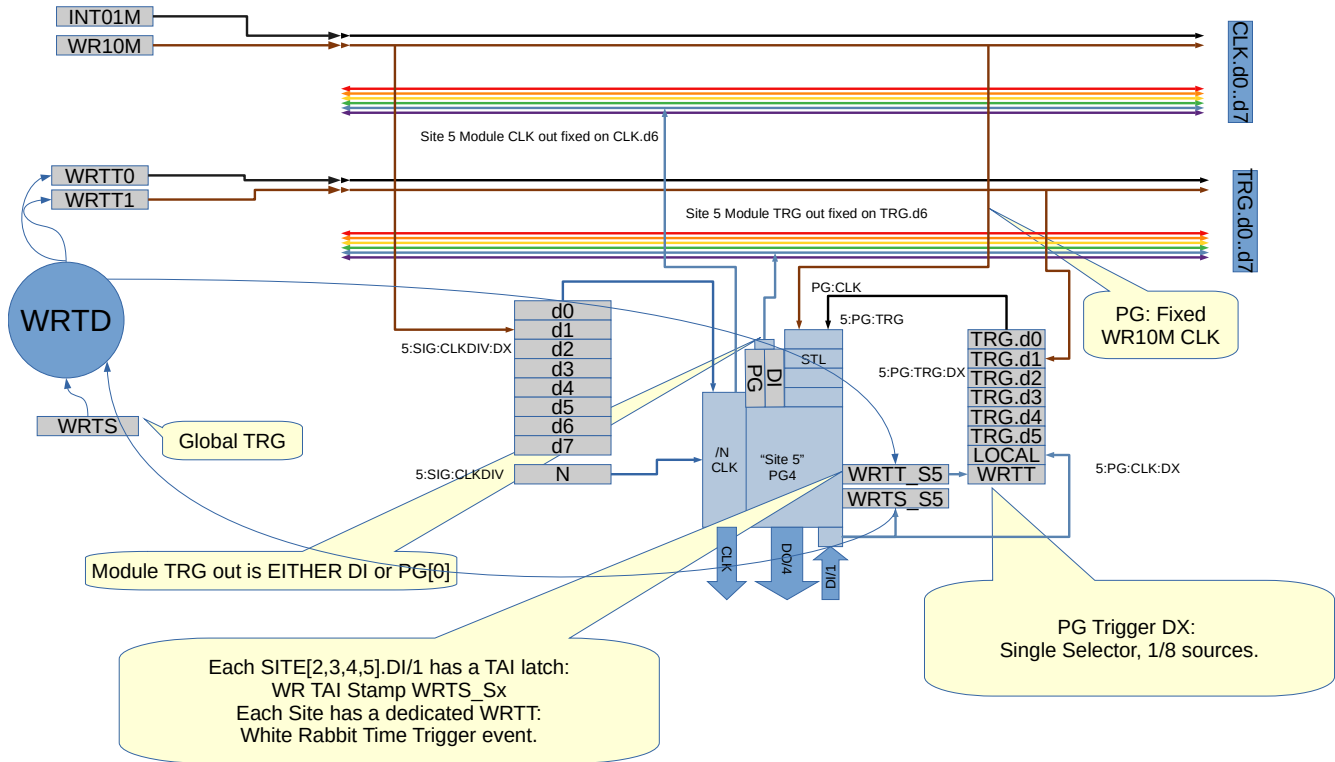 INT01M
WR10M
CLK.d0..d7
Site 5 Module CLK out fixed on CLK.d6
WRTT0
WRTT1
TRG.d0..d7
Site 5 Module TRG out fixed on TRG.d6
WRTD
WRTS
Global TRG
PG:CLK
5:PG:TRG
PG: Fixed
WR10M CLK
5:SIG:CLKDIV:DX
d0
d1
d2
d3
d4
d5
d6
d7
5:SIG:CLKDIV
N
PG
DI
STL
/N
CLK
“Site 5”
PG4
5:PG:TRG:DX
TRG.d0
TRG.d1
TRG.d2
TRG.d3
TRG.d4
TRG.d5
LOCAL
WRTT
5:PG:CLK:DX
WRTT_S5
WRTS_S5
CLK
DO/4
DI/1
Module TRG out is EITHER DI or PG[0]
Each SITE[2,3,4,5].DI/1 has a TAI latch:
WR TAI Stamp WRTS_Sx
Each Site has a dedicated WRTT:
White Rabbit Time Trigger event.
PG Trigger DX:
Single Selector, 1/8 sources.